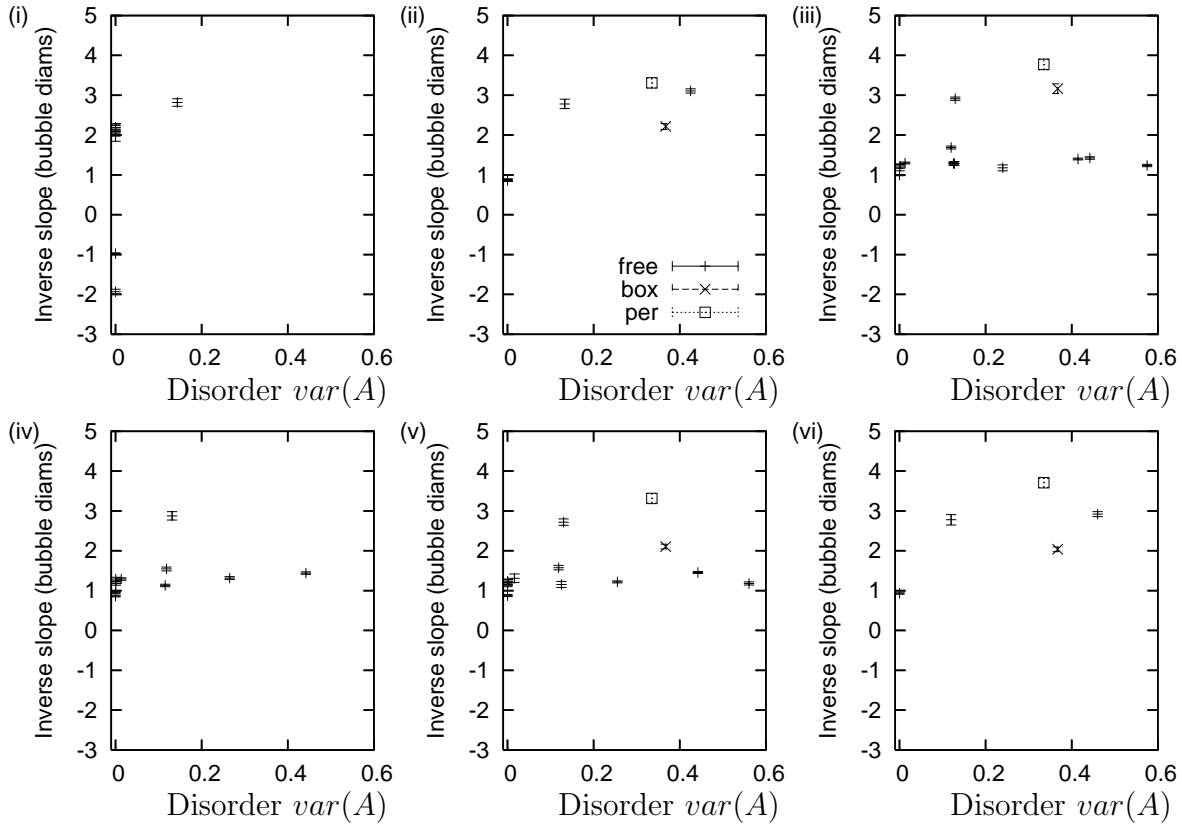 (i)
5
4
3
2
1
0
-1
-2
-3
Inverse slope (bubble diams)
0 0.2 0.4 0.6
Disorder var(A)
(ii)
5
4
3
2
1
0
-1
-2
-3
Inverse slope (bubble diams)
free
box
per
0 0.2 0.4 0.6
Disorder var(A)
(iii)
5
4
3
2
1
0
-1
-2
-3
Inverse slope (bubble diams)
0 0.2 0.4 0.6
Disorder var(A)
(iv)
5
4
3
2
1
0
-1
-2
-3
Inverse slope (bubble diams)
0 0.2 0.4 0.6
Disorder var(A)
(v)
5
4
3
2
1
0
-1
-2
-3
Inverse slope (bubble diams)
0 0.2 0.4 0.6
Disorder var(A)
(vi)
5
4
3
2
1
0
-1
-2
-3
Inverse slope (bubble diams)
0 0.2 0.4 0.6
Disorder var(A)